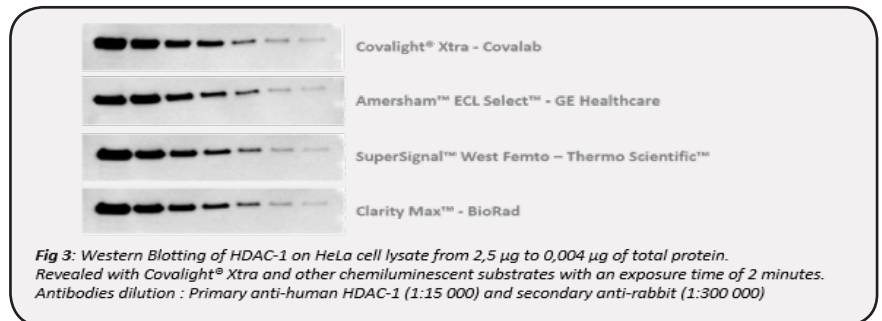 Covalight® Xtra - Covalab
Amersham™ ECL Select™ - GE Healthcare
SuperSignal™ West Femto – Thermo Scientific™
Clarity Max™ - BioRad
Fig 3: Western Blotting of HDAC-1 on HeLa cell lysate from 2,5 µg to 0,004 µg of total protein.
Revealed with Covalight® Xtra and other chemiluminescent substrates with an exposure time of 2 minutes.
Antibodies dilution : Primary anti-human HDAC-1 (1:15 000) and secondary anti-rabbit (1:300 000)